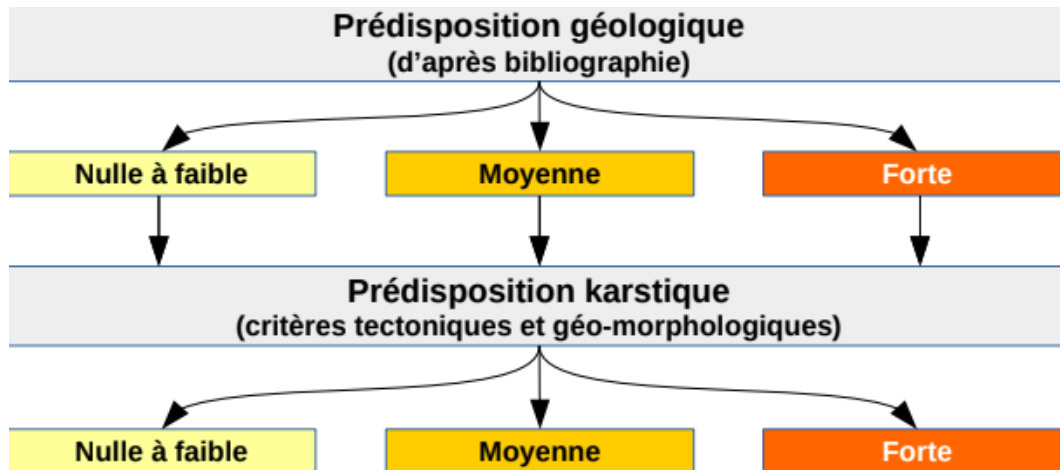 Prédisposition géologique
(d'après bibliographie)
Nulle à faible
Moyenne
Forte
Prédisposition karstique
(critères tectoniques et géo-morphologiques)
Nulle à faible
Moyenne
Forte